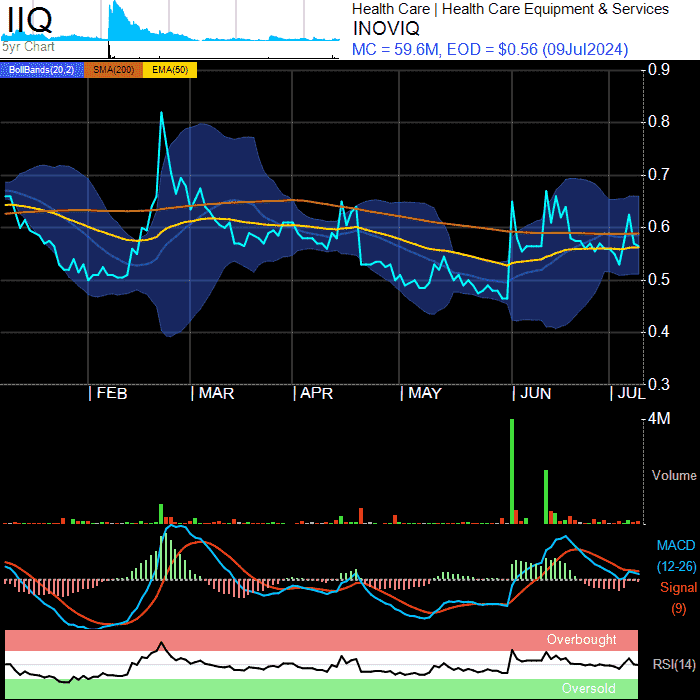 IIQ
5yr Chart
Health Care | Health Care Equipment & Services
INOVIQ
MC = 59.6M, EOD = $0.56 (09Jul2024)
BollBands(20,2) SMA(200) EMA(50)
0.9
0.8
0.7
0.6
0.5
0.4
0.3
FEB MAR APR MAY JUN JUL
4M
Volume
MACD
(12-26)
Signal
(9)
Overbought
RSI(14)
Oversold